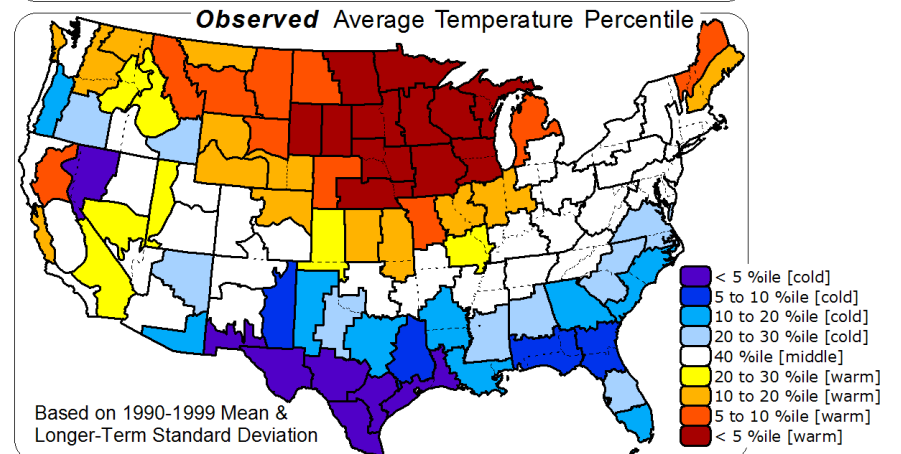 Observed Average Temperature Percentile
< 5 %ile [cold]
5 to 10 %ile [cold]
10 to 20 %ile [cold]
20 to 30 %ile [cold]
40 %ile [middle]
20 to 30 %ile [warm]
10 to 20 %ile [warm]
5 to 10 %ile [warm]
< 5 %ile [warm]
Based on 1990-1999 Mean &
Longer-Term Standard Deviation